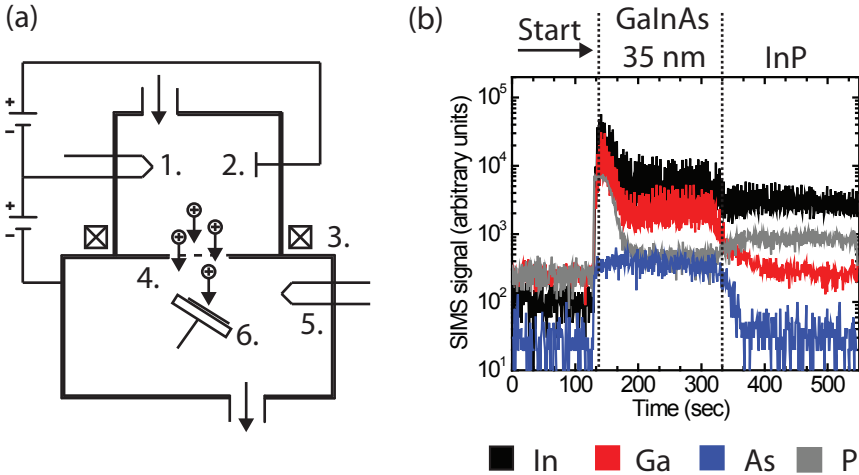 (a)
+
−
+
−
1.
2.
3.
4.
5.
6.
(b)
Start
GaInAs
35 nm
InP
SIMS signal (arbitrary units)
10^5
10^4
10^3
10^2
10^1
0 100 200 300 400 500
Time (sec)
In Ga As P